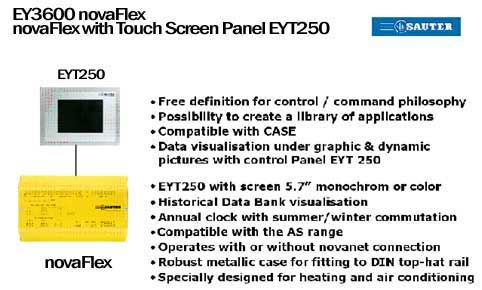 EY3600 novaFlex
novaFlex with Touch Screen Panel EYT250
SAUTER
EYT250
• Free definition for control / command philosophy
• Possibility to create a library of applications
• Compatible with CASE
• Data visualisation under graphic & dynamic
pictures with control Panel EYT 250
• EYT250 with screen 5.7" monochrom or color
• Historical Data Bank visualisation
• Annual clock with summer/winter commutation
• Compatible with the AS range
• Operates with or without novanet connection
• Robust metallic case for fitting to DIN top-hat rail
• Specially designed for heating and air conditioning
SAUTER
novaFlex